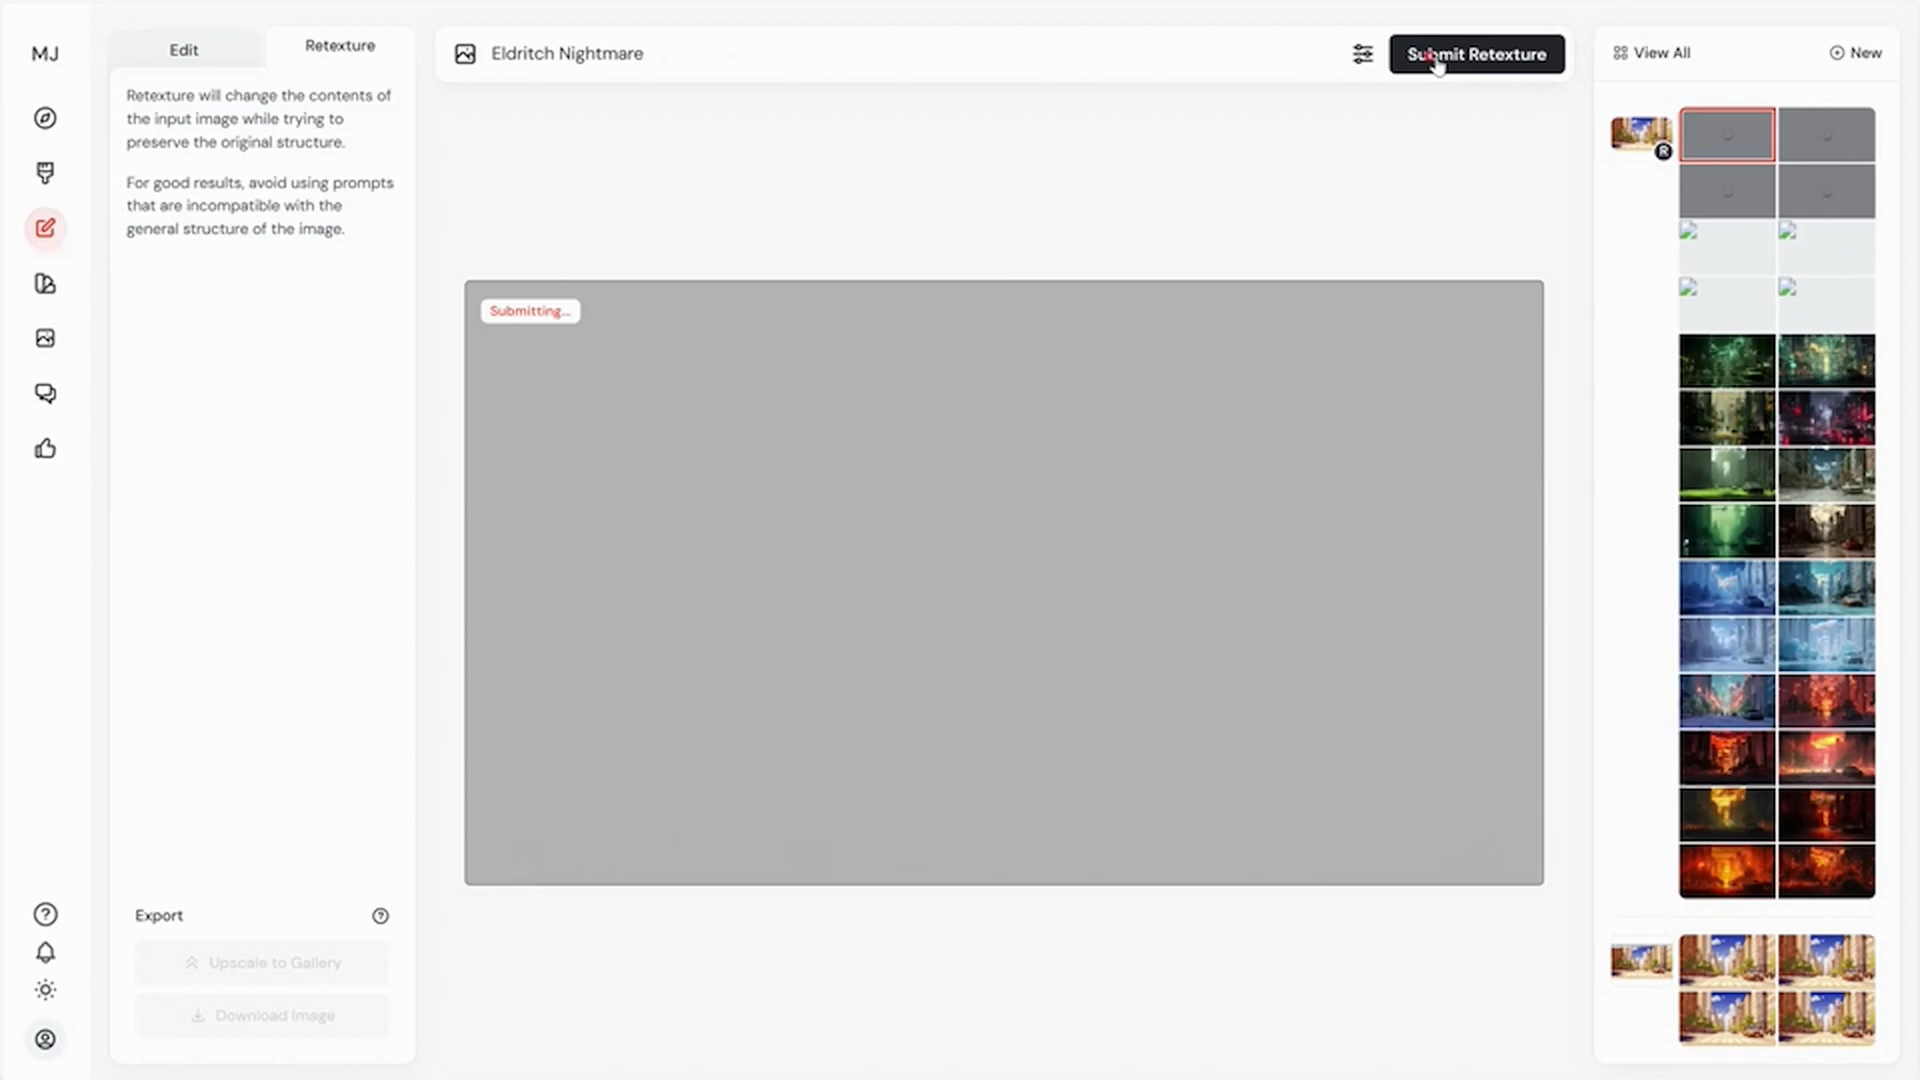 MJ
Edit
Retexture
Retexture will change the contents of
the input image while trying to
preserve the original structure.
For good results, avoid using prompts
that are incompatible with the
general structure of the image.
Export
Upscale to Gallery
Download Image
Eldritch Nightmare
Submit Retexture
Submitting...
View All
New
R